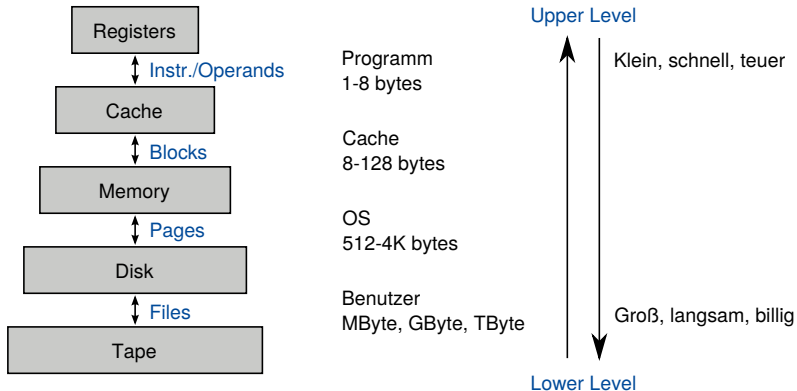 Registers
Instr./Operands
Cache
Blocks
Memory
Pages
Disk
Files
Tape
Programm
1-8 bytes
Cache
8-128 bytes
OS
512-4K bytes
Benutzer
MByte, GByte, TByte
Upper Level
Klein, schnell, teuer
Groß, langsam, billig
Lower Level